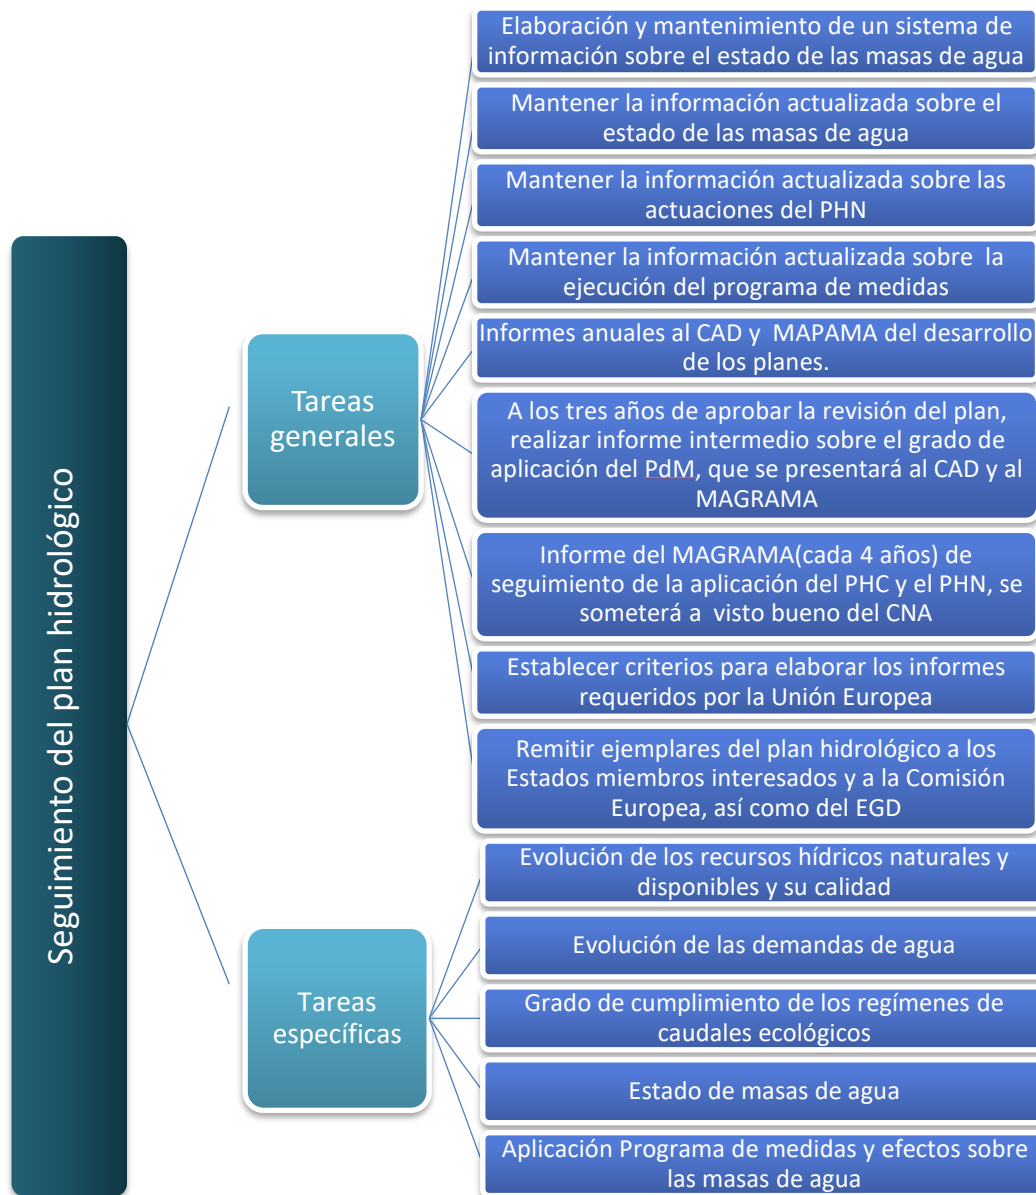 Seguimiento del plan hidrológico
Tareas
generales
Elaboración y mantenimiento de un sistema de
información sobre el estado de las masas de agua
Mantener la información actualizada sobre el
estado de las masas de agua
Mantener la información actualizada sobre las
actuaciones del PHN
Mantener la información actualizada sobre  la
ejecución del programa de medidas
Informes anuales al CAD y  MAPAMA del desarrollo
de los planes.
A los tres años de aprobar la revisión del plan,
realizar informe intermedio sobre el grado de
aplicación del PdM, que se presentará al CAD y al
MAGRAMA
Informe del MAGRAMA(cada 4 años) de
seguimiento de la aplicación del PHC y el PHN, se
someterá a  visto bueno del CNA
Establecer criterios para elaborar los informes
requeridos por la Unión Europea
Remitir ejemplares del plan hidrológico a los
Estados miembros interesados y a la Comisión
Europea, así como del EGD
Tareas
específicas
Evolución de los recursos hídricos naturales y
disponibles y su calidad
Evolución de las demandas de agua
Grado de cumplimiento de los regímenes de
caudales ecológicos
Estado de masas de agua
Aplicación Programa de medidas y efectos sobre
las masas de agua